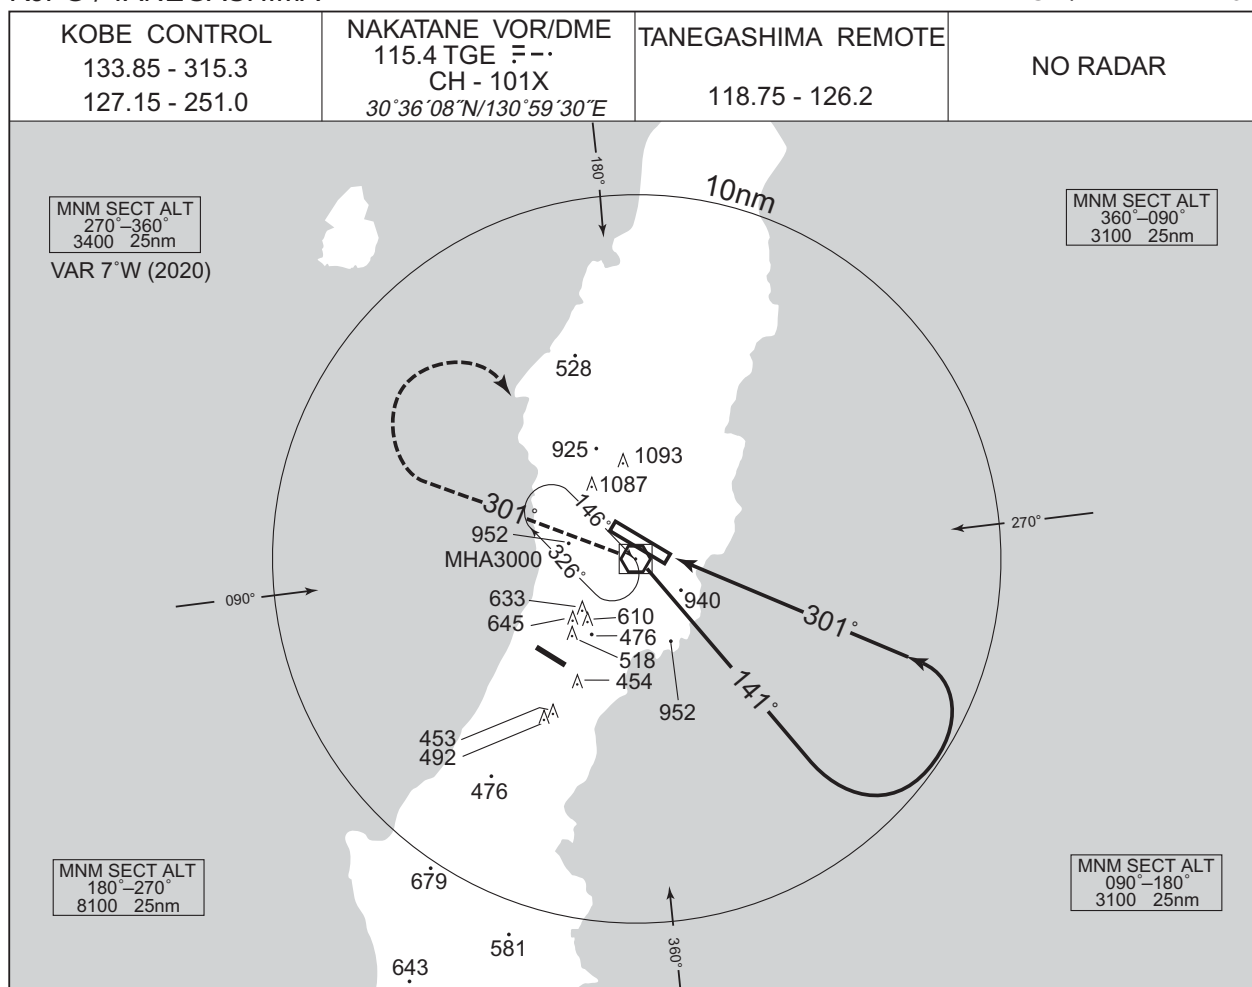 KOBE CONTROL
133.85 - 315.3
127.15 - 251.0
NAKATANE VOR/DME
115.4 TGE
CH - 101X
30°36´08˝N/130°59´30˝E
TANEGASHIMA REMOTE
118.75 - 126.2
NO RADAR
180°
10nm
MNM SECT ALT
270°–360°
3400 25nm
VAR 7°W (2020)
MNM SECT ALT
360°–090°
3100 25nm
528
925
1093
1087
301°
146°
952
MHA3000
326°
270°
090°
633
645
610
476
518
454
940
952
301°
141°
453
492
476
679
581
643
MNM SECT ALT
180°–270°
8100 25nm
MNM SECT ALT
090°–180°
3100 25nm
360°